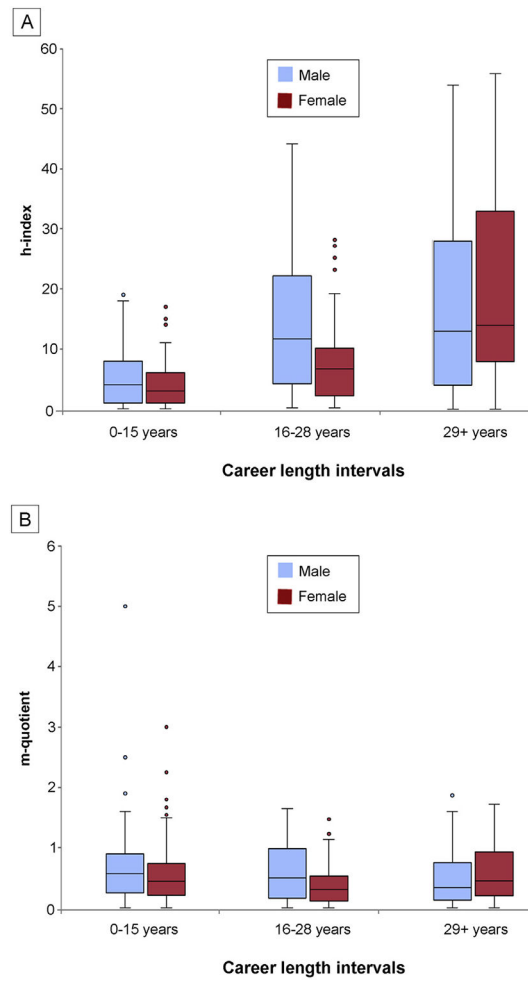 A
60
50
40
30
20
10
0
h-index
Male
Female
0-15 years
16-28 years
29+ years
Career length intervals
B
6
5
4
3
2
1
0
m-quotient
Male
Female
0-15 years
16-28 years
29+ years
Career length intervals